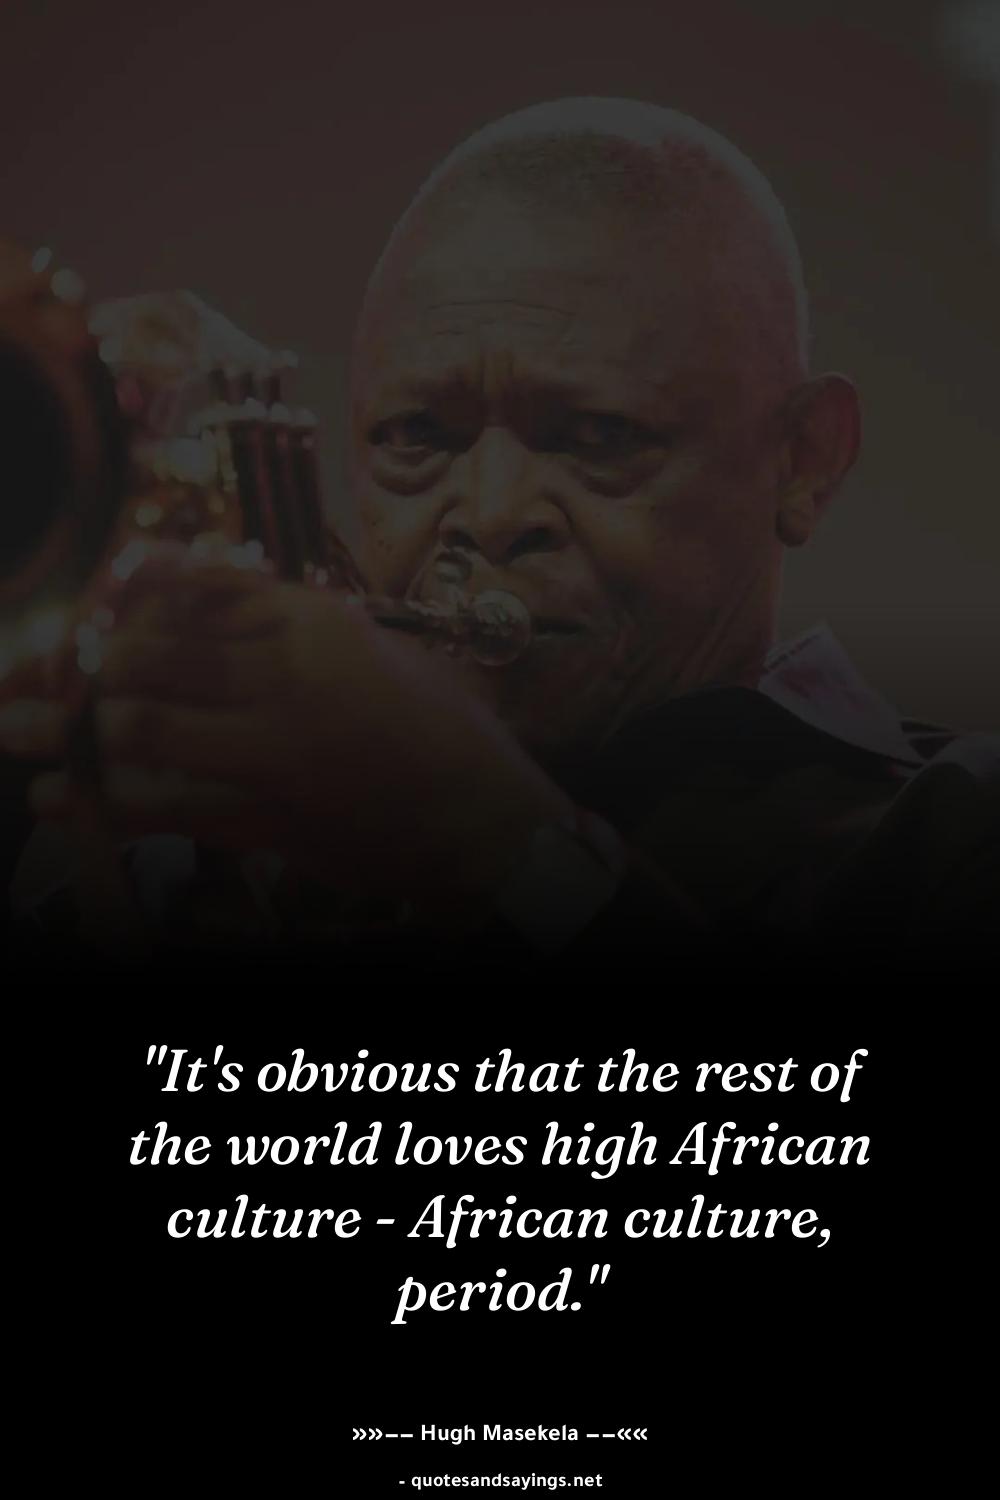 "It's obvious that the rest of
the world loves high African
culture - African culture,
period."
»»−− Hugh Masekela −−««
- quotesandsayings.net